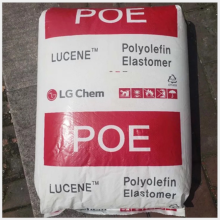 POE
LUCENE™ Polyolefin
Elastomer
LG Chem
POE
LUCENE™ Polyolefin
Elastomer